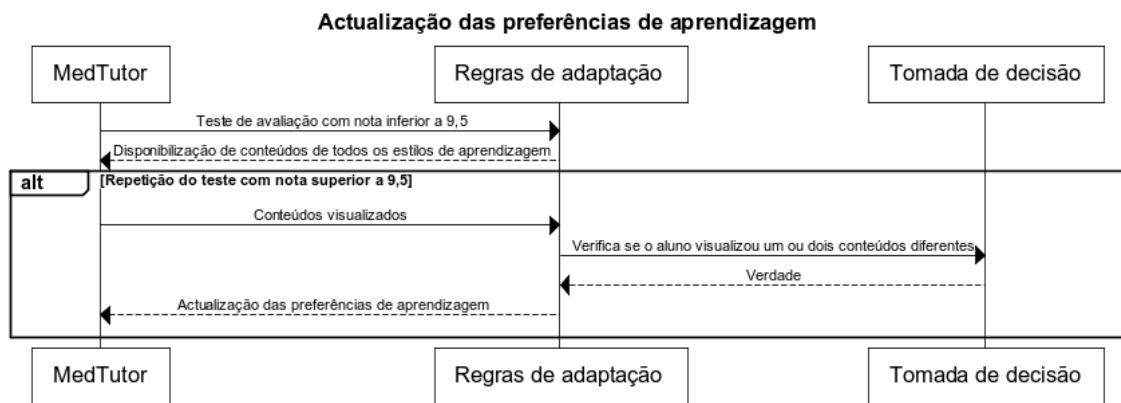 Actualização das preferências de aprendizagem
MedTutor
Regras de adaptação
Tomada de decisão
Teste de avaliação com nota inferior a 9,5
Disponibilização de conteúdos de todos os estilos de aprendizagem
alt
[Repetição do teste com nota superior a 9,5]
Conteúdos visualizados
Verifica se o aluno visualizou um ou dois conteúdos diferentes
Verdade
Actualização das preferências de aprendizagem
MedTutor
Regras de adaptação
Tomada de decisão